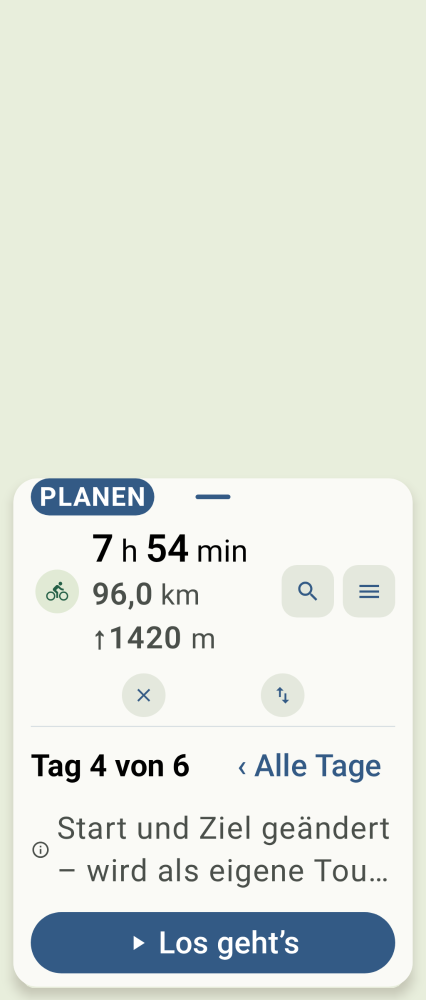 PLANEN
7 h 54 min
96,0 km
↑1420 m
Tag 4 von 6 ‹ Alle Tage
Start und Ziel geändert
– wird als eigene Tou…
Los geht’s